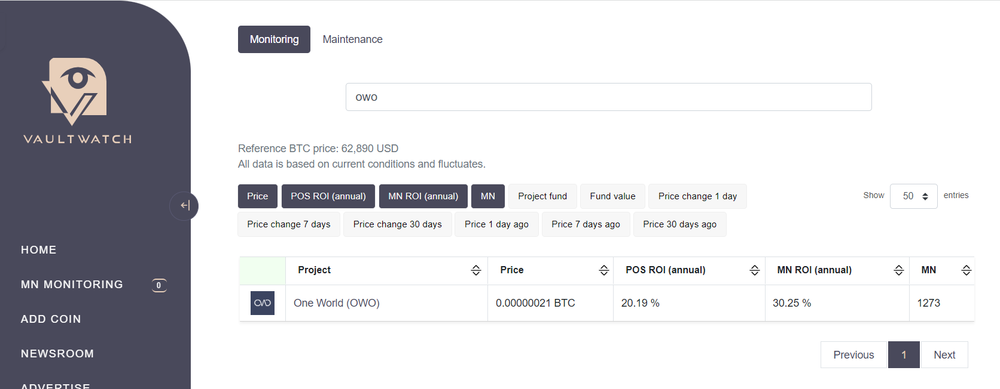 Monitoring Maintenance
VAULTWATCH
owo
Reference BTC price: 62,890 USD
All data is based on current conditions and fluctuates.
Price POS ROI (annual) MN ROI (annual) MN Project fund Fund value Price change 1 day
Show 50 entries
Price change 7 days Price change 30 days Price 1 day ago Price 7 days ago Price 30 days ago
HOME
MN MONITORING 0
ADD COIN
NEWSROOM
ADVERTISE
Project Price POS ROI (annual) MN ROI (annual) MN
OWO One World (OWO) 0.00000021 BTC 20.19 % 30.25 % 1273
Previous 1 Next